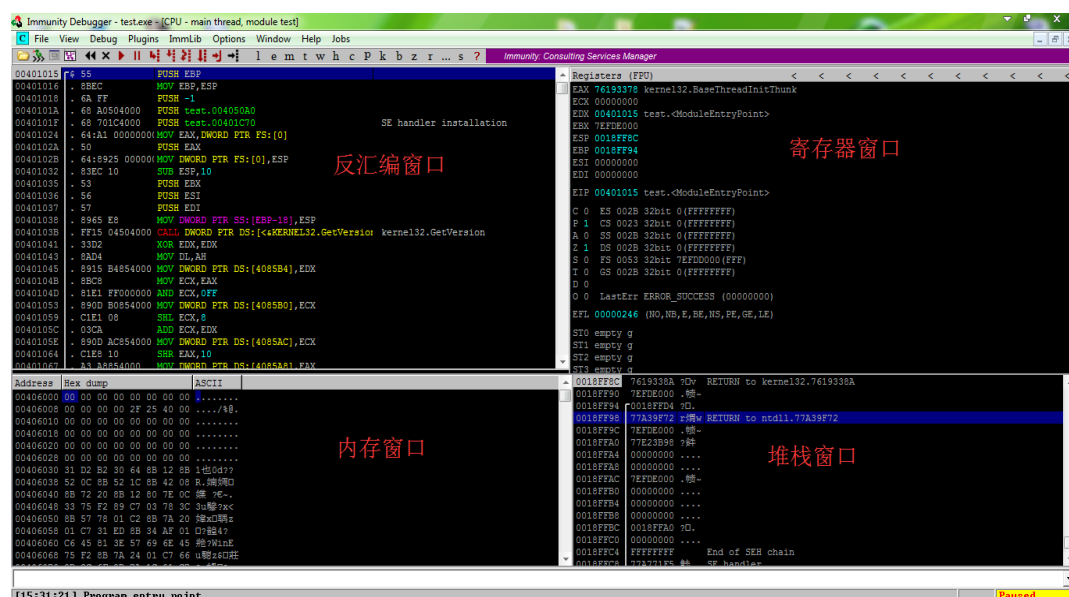 Immunity Debugger - test.exe - [CPU - main thread, module test]
File View Debug Plugins ImmLib Options Window Help Jobs
l e m t w h c P k b z r ... s ? Immunity: Consulting Services Manager
00401015 55 PUSH EBP
00401016 . 8BEC MOV EBP,ESP
00401018 . 6A FF PUSH -1
0040101A . 68 A0504000 PUSH test.004050A0
0040101F . 68 701C4000 PUSH test.00401C70 SE handler installation
00401024 . 64:A1 0000000( MOV EAX,DWORD PTR FS:[0]
0040102A . 50 PUSH EAX
0040102B . 64:8925 00000( MOV DWORD PTR FS:[0],ESP
00401032 . 83EC 10 SUB ESP,10
00401035 . 53 PUSH EBX
00401036 . 56 PUSH ESI
00401037 . 57 PUSH EDI
00401038 . 8965 E8 MOV DWORD PTR SS:[EBP-18],ESP
0040103B . FF15 04504000 CALL DWORD PTR DS:[<&KERNEL32.GetVersion kernel32.GetVersion
00401041 . 33D2 XOR EDX,EDX
00401043 . 8AD4 MOV DL,AH
00401045 . 8915 B4854000 MOV DWORD PTR DS:[4085B4],EDX
0040104B . 8BC8 MOV ECX,EAX
0040104D . 81E1 FF000000 AND ECX,0FF
00401053 . 890D B0854000 MOV DWORD PTR DS:[4085B0],ECX
00401059 . C1E1 08 SHL ECX,8
0040105C . 03CA ADD ECX,EDX
0040105E . 890D AC854000 MOV DWORD PTR DS:[4085AC],ECX
00401064 . C1E8 10 SHR EAX,10
00401067 . A3 A8854000 MOV DWORD PTR DS:[4085A8],EAX
反汇编窗口
Registers (FPU) < < < < < < < < < < <
EAX 76193378 kernel32.BaseThreadInitThunk
ECX 00000000
EDX 00401015 test.<ModuleEntryPoint>
EBX 7EFDE000
ESP 0018FF8C
EBP 0018FF94
ESI 00000000
EDI 00000000
EIP 00401015 test.<ModuleEntryPoint>
C 0 ES 002B 32bit 0(FFFFFFFF)
P 1 CS 0023 32bit 0(FFFFFFFF)
A 0 SS 002B 32bit 0(FFFFFFFF)
Z 1 DS 002B 32bit 0(FFFFFFFF)
S 0 FS 0053 32bit 7EFDD000(FFF)
T 0 GS 002B 32bit 0(FFFFFFFF)
D 0
O 0 LastErr ERROR_SUCCESS (00000000)
EFL 00000246 (NO,NB,E,BE,NS,PE,GE,LE)
ST0 empty g
ST1 empty g
ST2 empty g
ST3 empty g
寄存器窗口
Address Hex dump ASCII
00406000 00 00 00 00 00 00 00 00 ........
00406008 00 00 00 00 2F 25 40 00 ..../%@.
00406010 00 00 00 00 00 00 00 00 ........
00406018 00 00 00 00 00 00 00 00 ........
00406020 00 00 00 00 00 00 00 00 ........
00406028 00 00 00 00 00 00 00 00 ........
00406030 31 D2 B2 30 64 8B 12 8B
00406038 52 0C 8B 52 1C 8B 42 08
00406040 8B 72 20 8B 12 80 7E 0C
00406048 33 75 F2 89 C7 03 78 3C
00406050 8B 57 78 01 C2 8B 7A 20
00406058 01 C7 31 ED 8B 34 AF 01
00406060 C6 45 81 3E 57 69 6E 45
00406068 75 F2 8B 7A 24 01 C7 66
内存窗口
0018FF8C 7619338A RETURN to kernel32.7619338A
0018FF90 7EFDE000
0018FF94 0018FFD4
0018FF98 77A39F72 RETURN to ntdll.77A39F72
0018FF9C 7EFDE000
0018FFA0 77E23B98
0018FFA4 00000000 ....
0018FFA8 00000000 ....
0018FFAC 7EFDE000
0018FFB0 00000000 ....
0018FFB4 00000000 ....
0018FFB8 00000000 ....
0018FFBC 0018FFA0
0018FFC0 00000000 ....
0018FFC4 FFFFFFFF End of SEH chain
0018FFC8 77A771F5 SE handler
堆栈窗口
[15:31:21] Program entry point
Paused